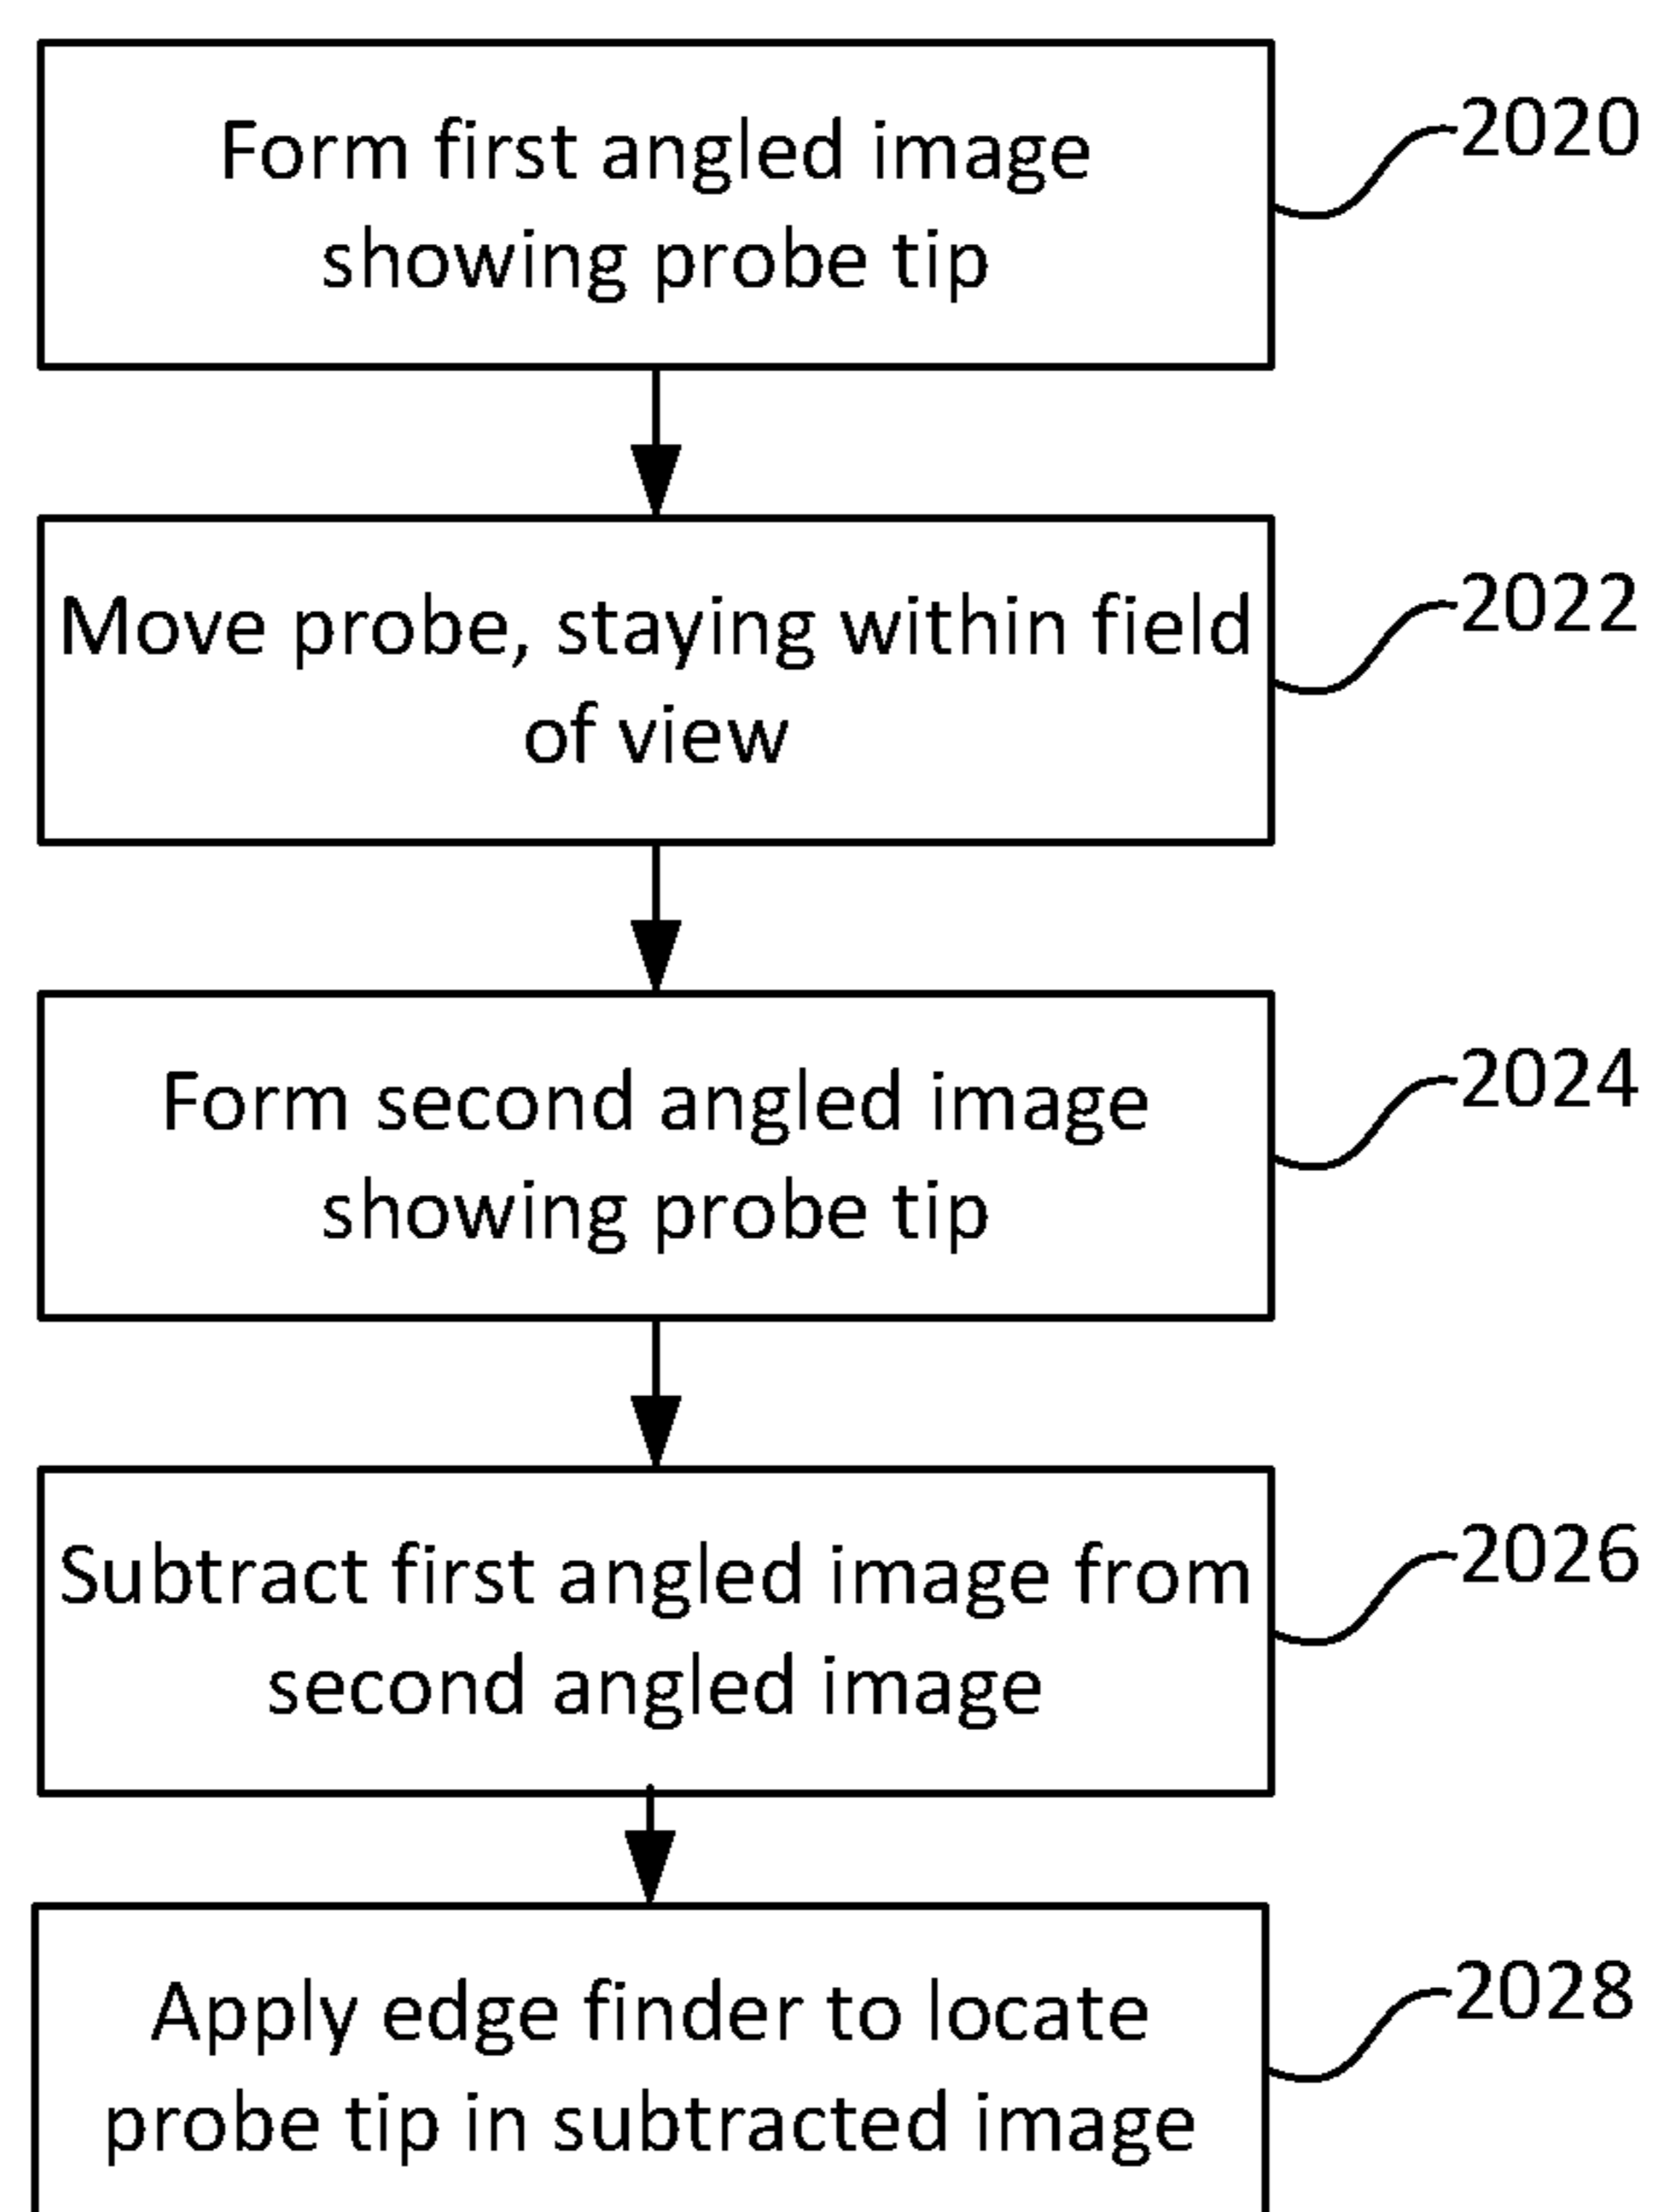 Form first angled image
showing probe tip
2020
Move probe, staying within field
of view
2022
Form second angled image
showing probe tip
2024
Subtract first angled image from
second angled image
2026
Apply edge finder to locate
probe tip in subtracted image
2028